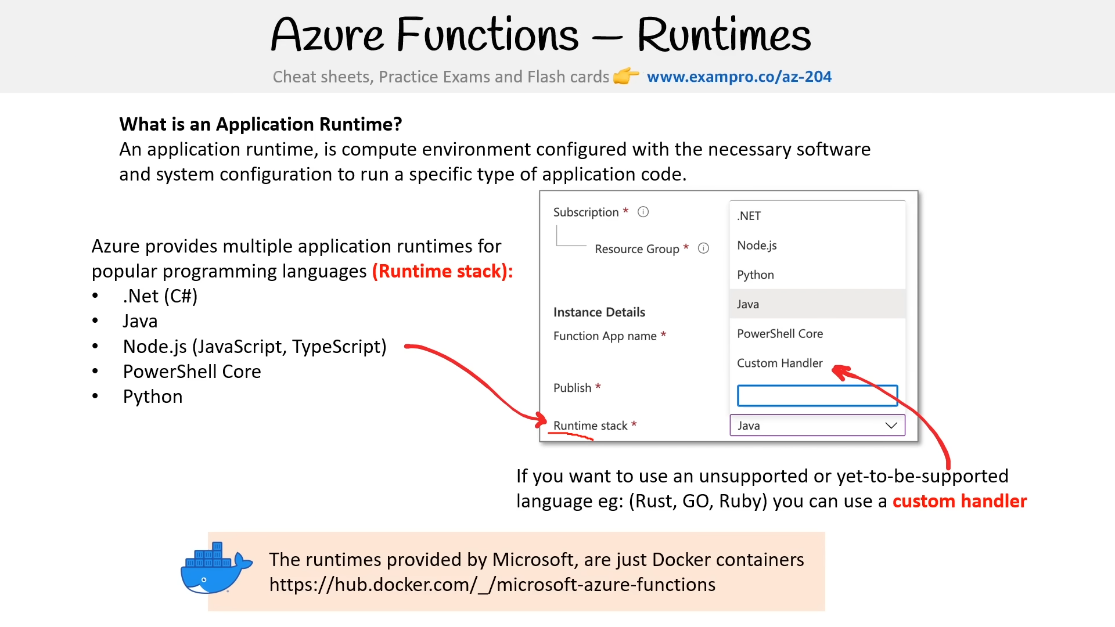 Azure Functions – Runtimes
Cheat sheets, Practice Exams and Flash cards 👉 www.exampro.co/az-204
What is an Application Runtime?
An application runtime, is compute environment configured with the necessary software
and system configuration to run a specific type of application code.
Azure provides multiple application runtimes for
popular programming languages (Runtime stack):
• .Net (C#)
• Java
• Node.js (JavaScript, TypeScript)
• PowerShell Core
• Python
Subscription *
Resource Group *
Instance Details
Function App name *
Publish *
Runtime stack *
.NET
Node.js
Python
Java
PowerShell Core
Custom Handler
Java
If you want to use an unsupported or yet-to-be-supported
language eg: (Rust, GO, Ruby) you can use a custom handler
The runtimes provided by Microsoft, are just Docker containers
https://hub.docker.com/_/microsoft-azure-functions